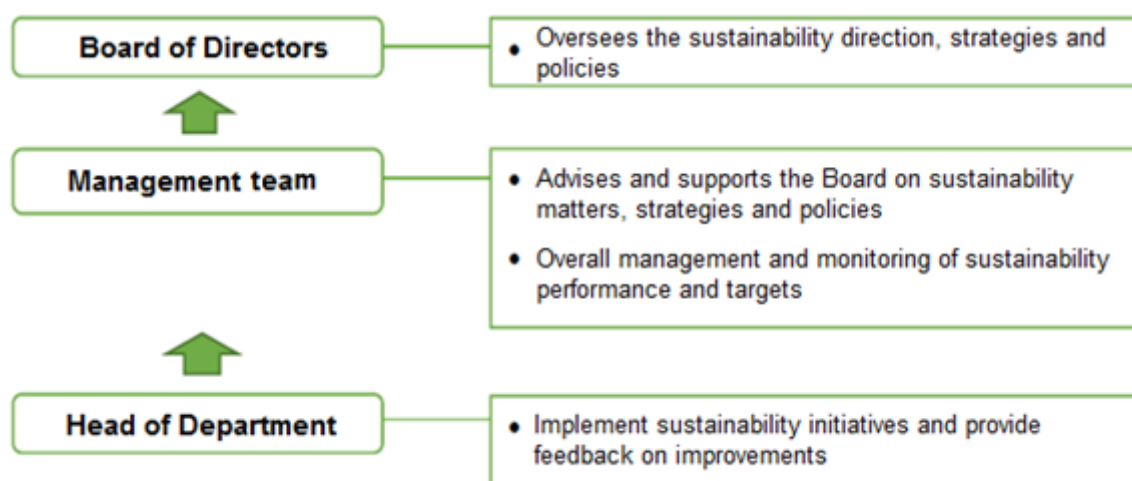 Board of Directors
• Oversees the sustainability direction, strategies and
policies
Management team
• Advises and supports the Board on sustainability
matters, strategies and policies
• Overall management and monitoring of sustainability
performance and targets
Head of Department
• Implement sustainability initiatives and provide
feedback on improvements